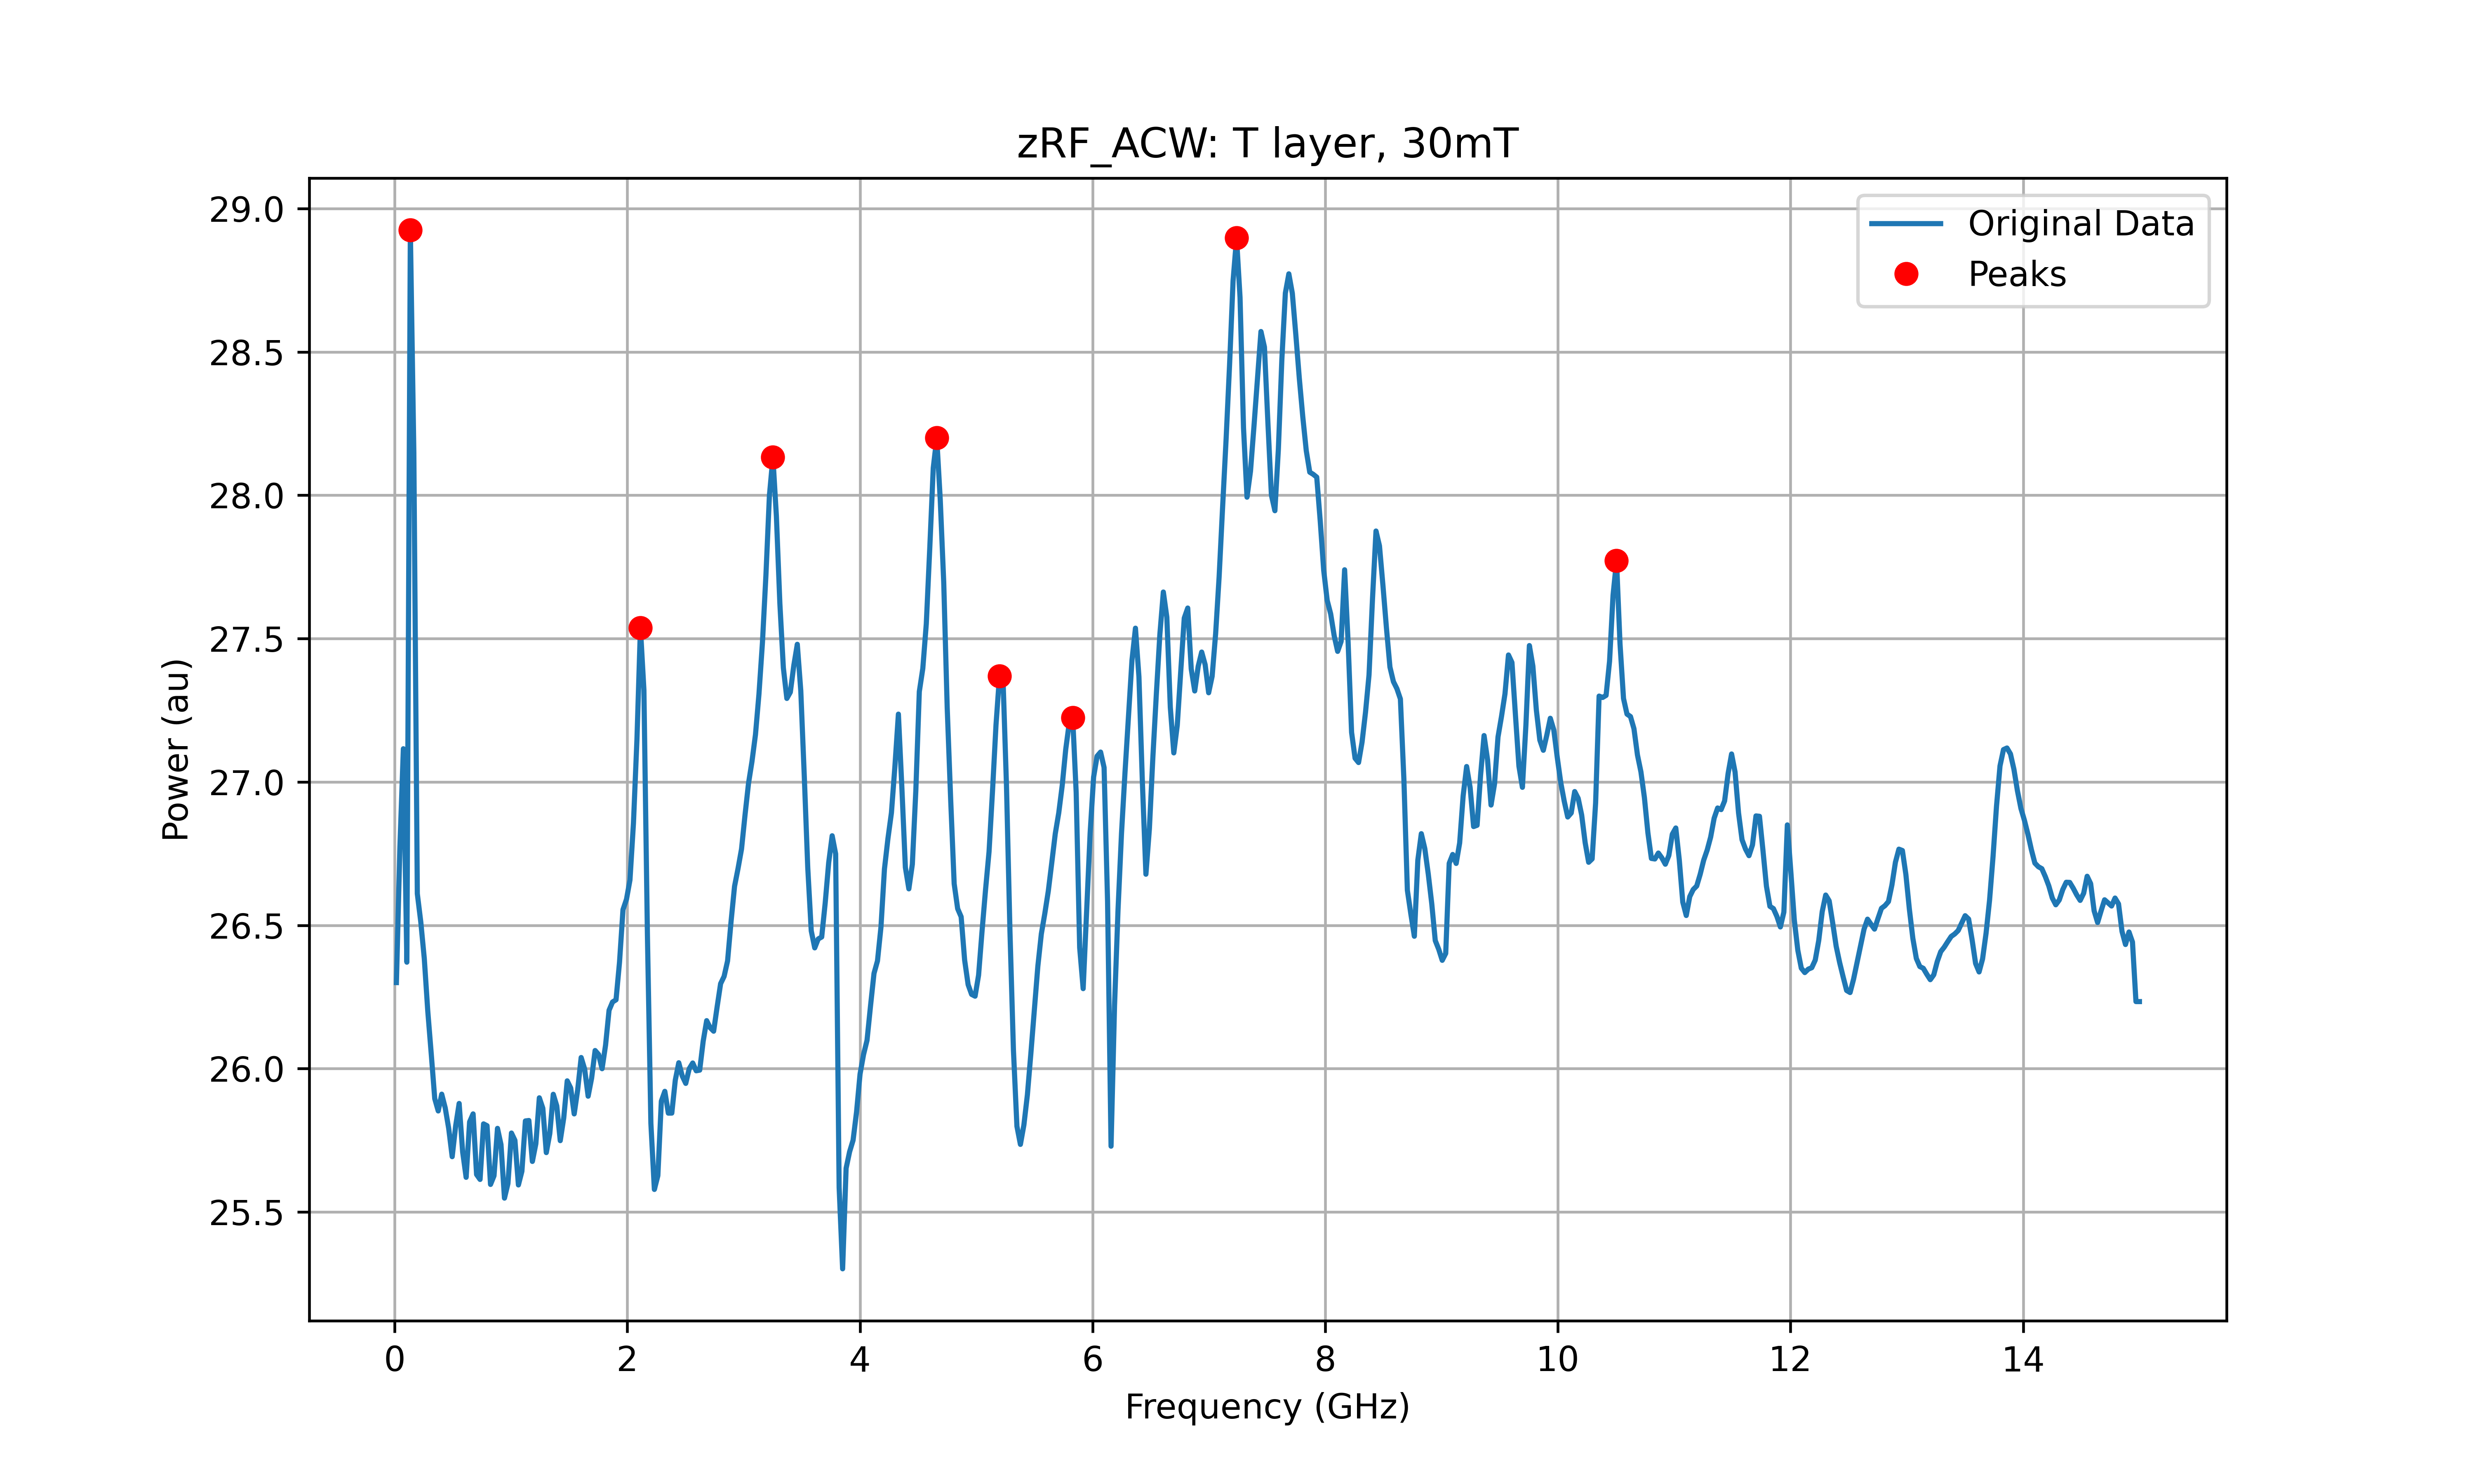 zRF_ACW: T layer, 30mT
Original Data
Peaks
29.0
28.5
28.0
27.5
27.0
26.5
26.0
25.5
Power (au)
0 2 4 6 8 10 12 14
Frequency (GHz)